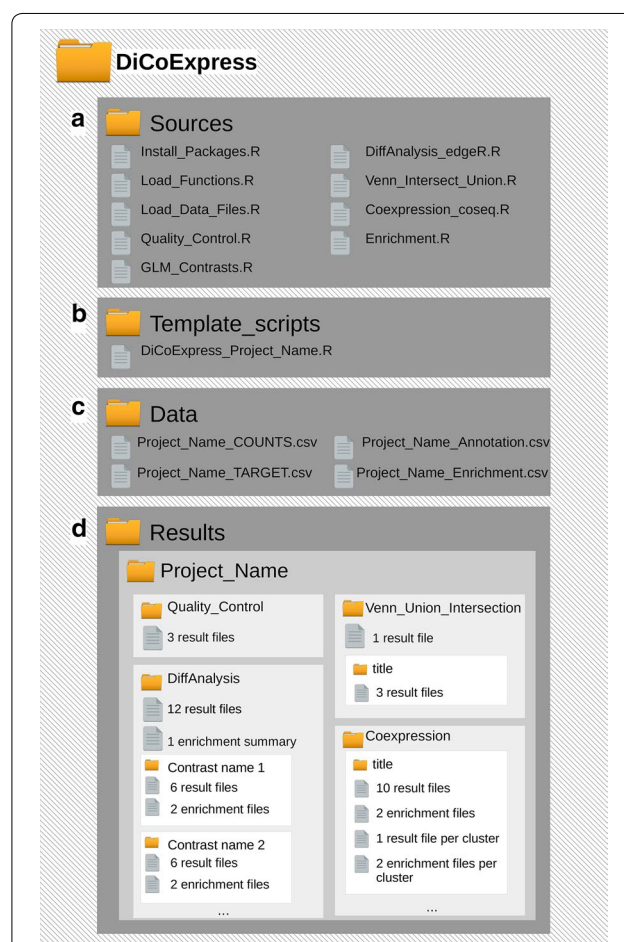 DiCoExpress
a
Sources
Install_Packages.R
Load_Functions.R
Load_Data_Files.R
Quality_Control.R
GLM_Contrasts.R
DiffAnalysis_edgeR.R
Venn_Intersect_Union.R
Coexpression_coseq.R
Enrichment.R
b
Template_scripts
DiCoExpress_Project_Name.R
c
Data
Project_Name_COUNTS.csv
Project_Name_TARGET.csv
Project_Name_Annotation.csv
Project_Name_Enrichment.csv
d
Results
Project_Name
Quality_Control
3 result files
DiffAnalysis
12 result files
1 enrichment summary
Contrast name 1
6 result files
2 enrichment files
Contrast name 2
6 result files
2 enrichment files
...
Venn_Union_Intersection
1 result file
title
3 result files
Coexpression
title
10 result files
2 enrichment files
1 result file per cluster
2 enrichment files per
cluster
...